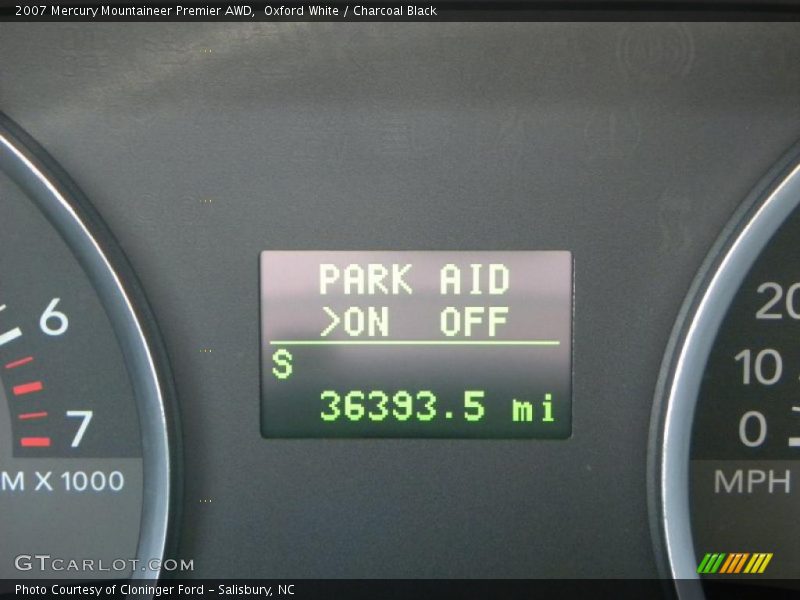 2007 Mercury Mountaineer Premier AWD,  Oxford White / Charcoal Black
PARK AID
>ON OFF
S
36393.5 mi
6
7
M X 1000
20
10
0
MPH
GTcarlot.com
Photo Courtesy of Cloninger Ford – Salisbury, NC